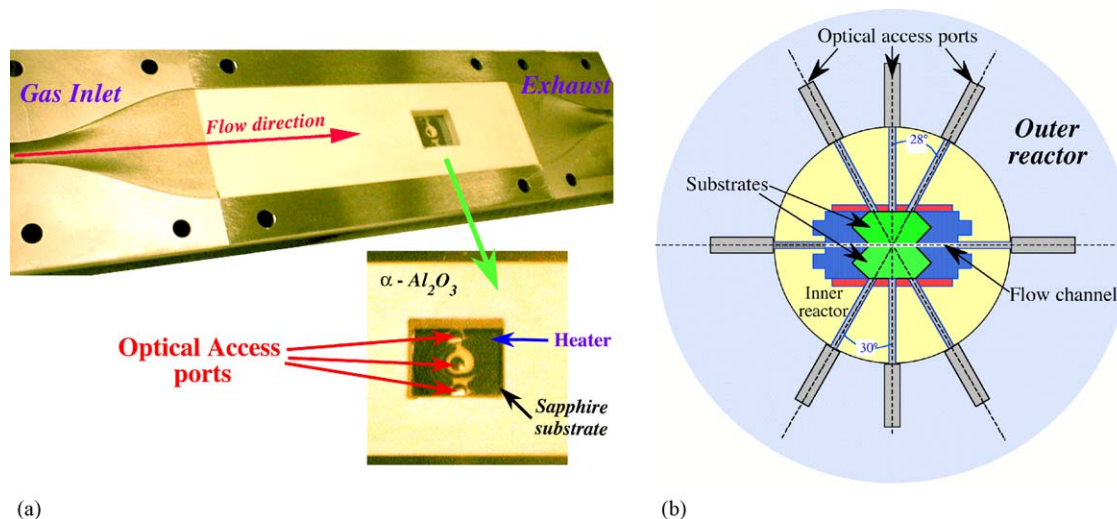 Gas Inlet
Exhaust
Flow direction
α - Al2O3
Optical Access
ports
Heater
Sapphire
substrate
(a)
Optical access ports
Outer
reactor
28°
Substrates
Flow channel
Inner
reactor
30°
(b)